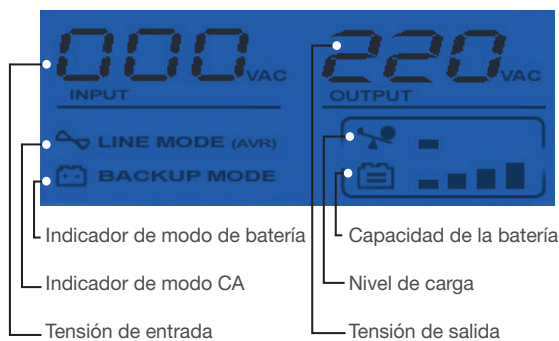 000 VAC 220 VAC
INPUT OUTPUT
LINE MODE (AVR)
BACKUP MODE
Indicador de modo de batería Capacidad de la batería
Indicador de modo CA Nivel de carga
Tensión de entrada Tensión de salida